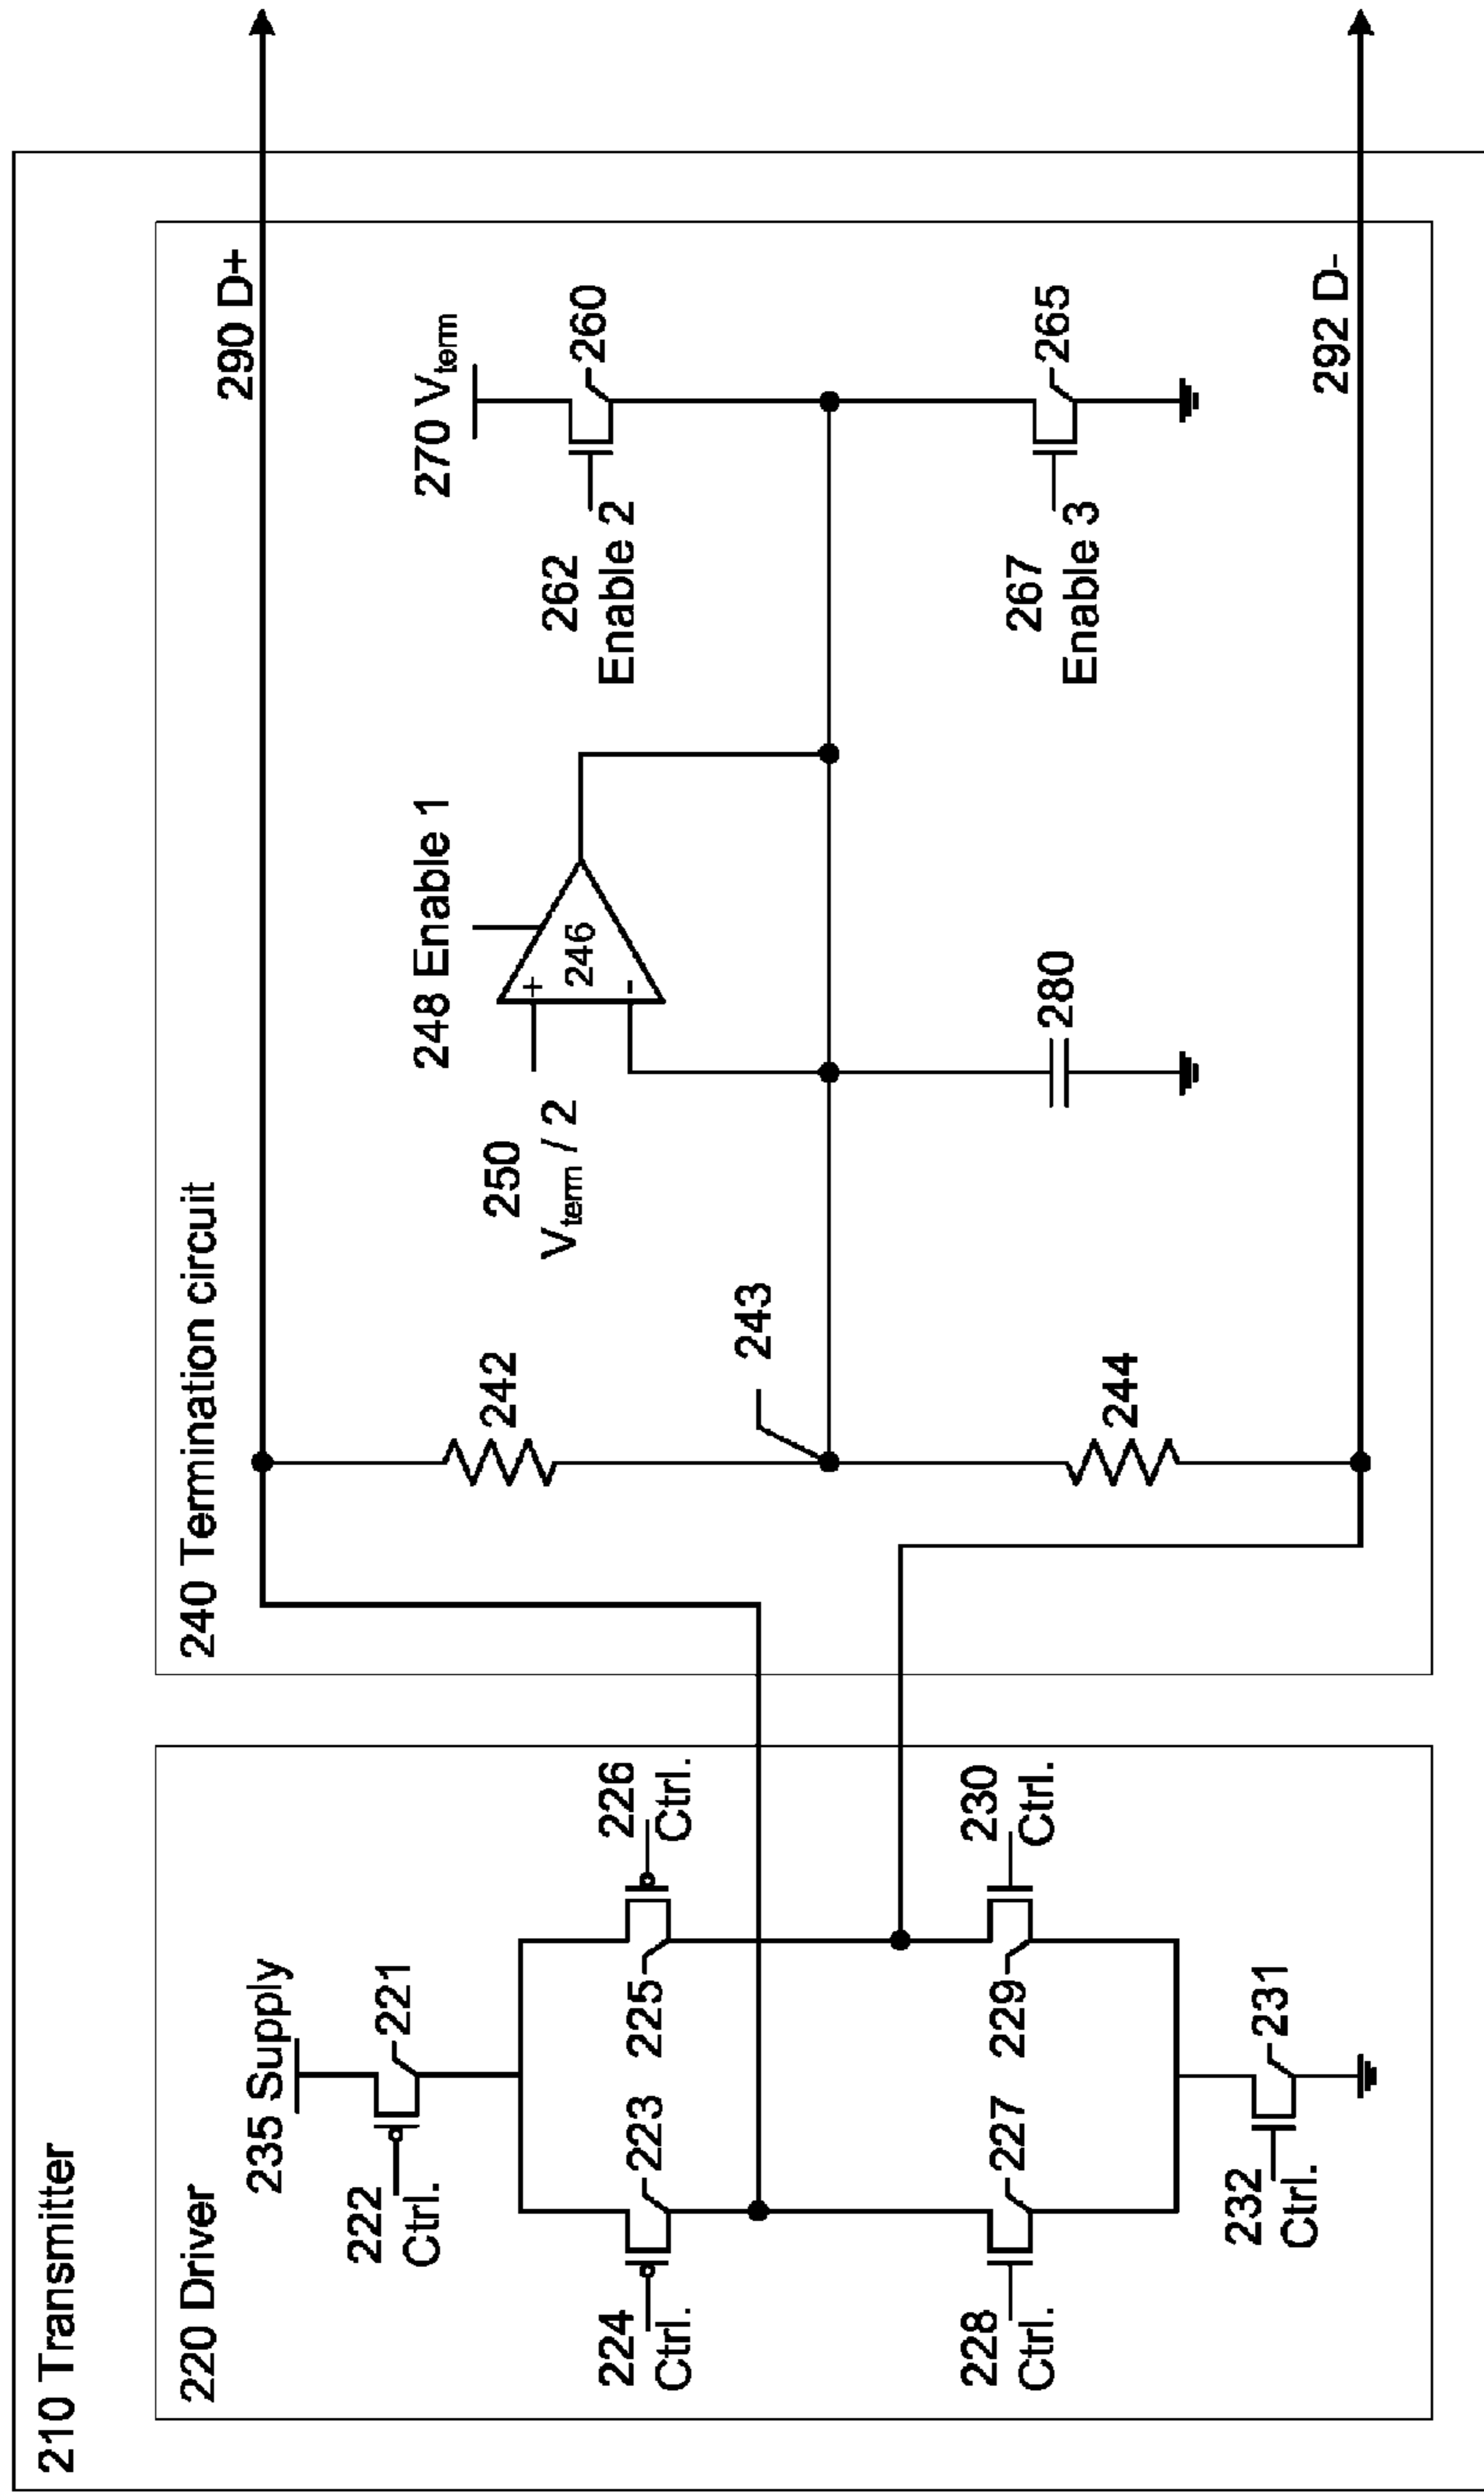 210 Transmitter
220 Driver
235 Supply
222
Ctrl.
221
224
Ctrl.
223
225
226
Ctrl.
228
Ctrl.
227
229
230
Ctrl.
232
Ctrl.
231
240 Termination circuit
290 D+
242
243
244
250
Vterm / 2
248 Enable 1
+
246
-
280
270 Vterm
262
Enable 2
260
267
Enable 3
265
292 D-